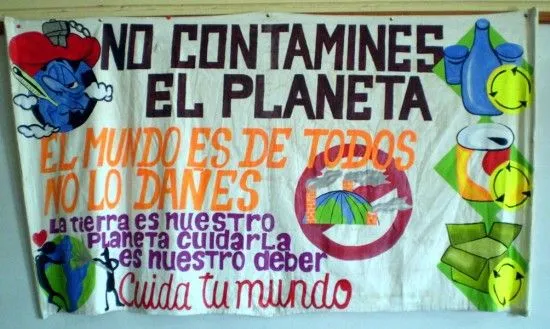 NO CONTAMINES
EL PLANETA
EL MUNDO ES DE TODOS
NO LO DAÑES
La tierra es nuestro
Planeta cuidarla
es nuestro deber
Cuida tu mundo